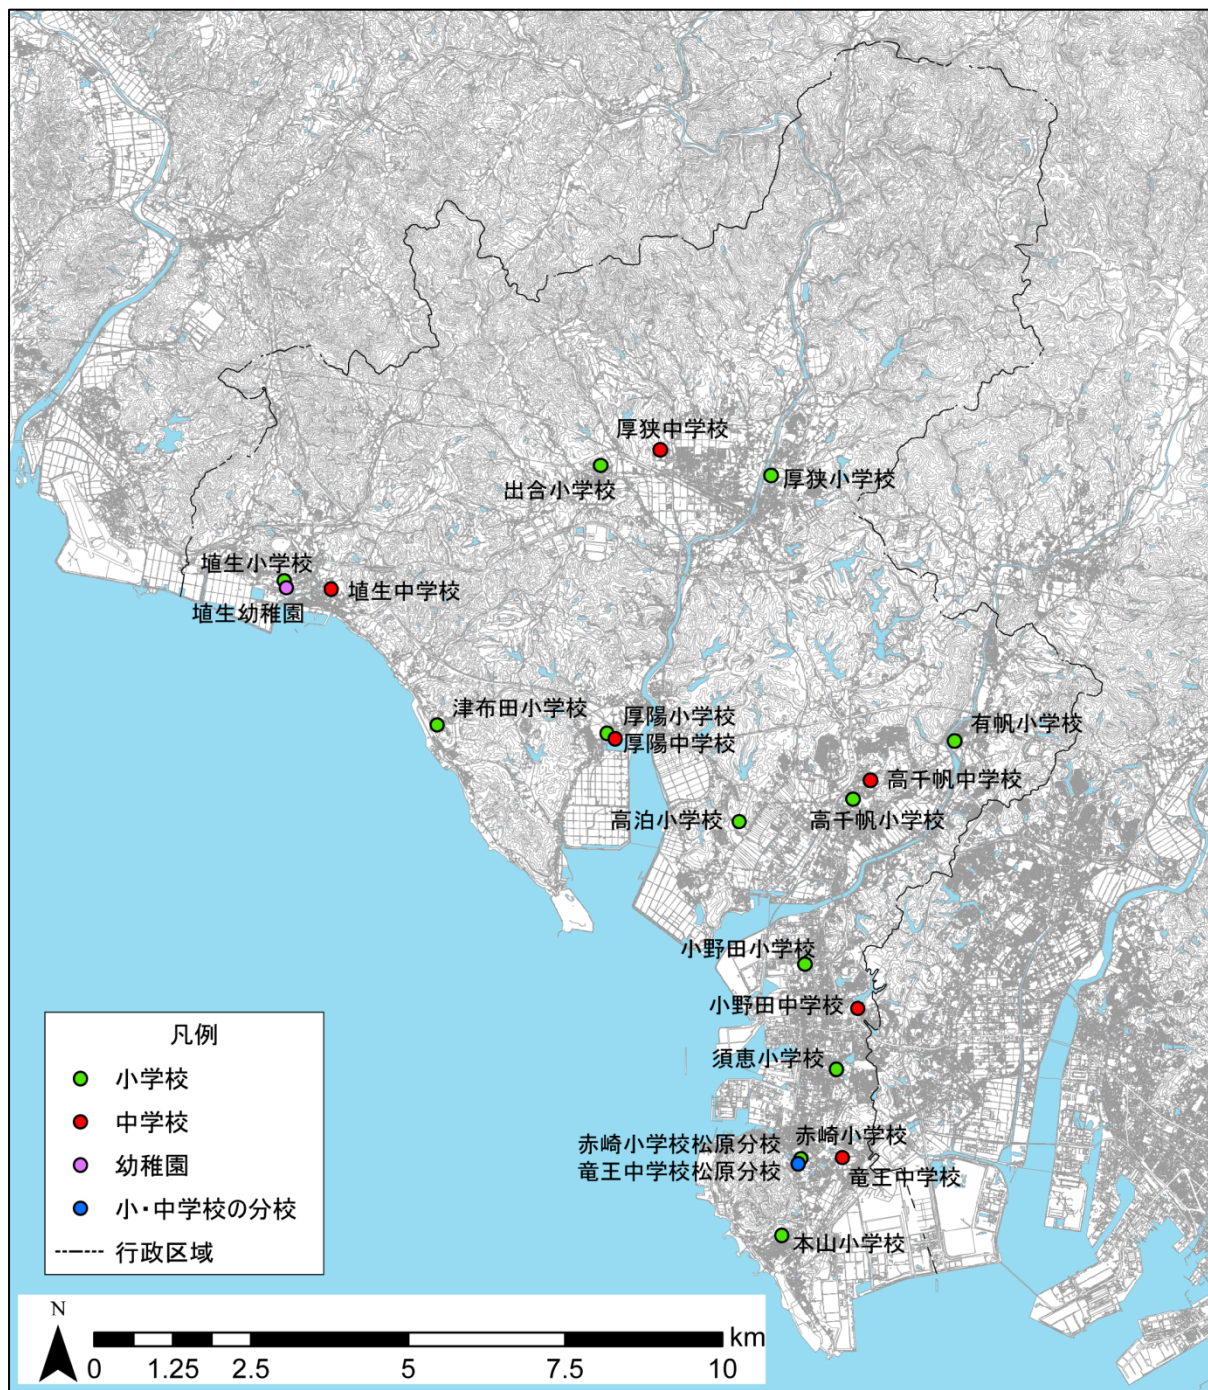 厚狭中学校
出合小学校
厚狭小学校
埴生小学校
埴生幼稚園
埴生中学校
津布田小学校
厚陽小学校
厚陽中学校
有帆小学校
高千帆中学校
高泊小学校
高千帆小学校
小野田小学校
小野田中学校
須恵小学校
赤崎小学校松原分校
赤崎小学校
竜王中学校松原分校
竜王中学校
本山小学校
凡例
小学校
中学校
幼稚園
小・中学校の分校
行政区域
N
km
0 1.25 2.5 5 7.5 10